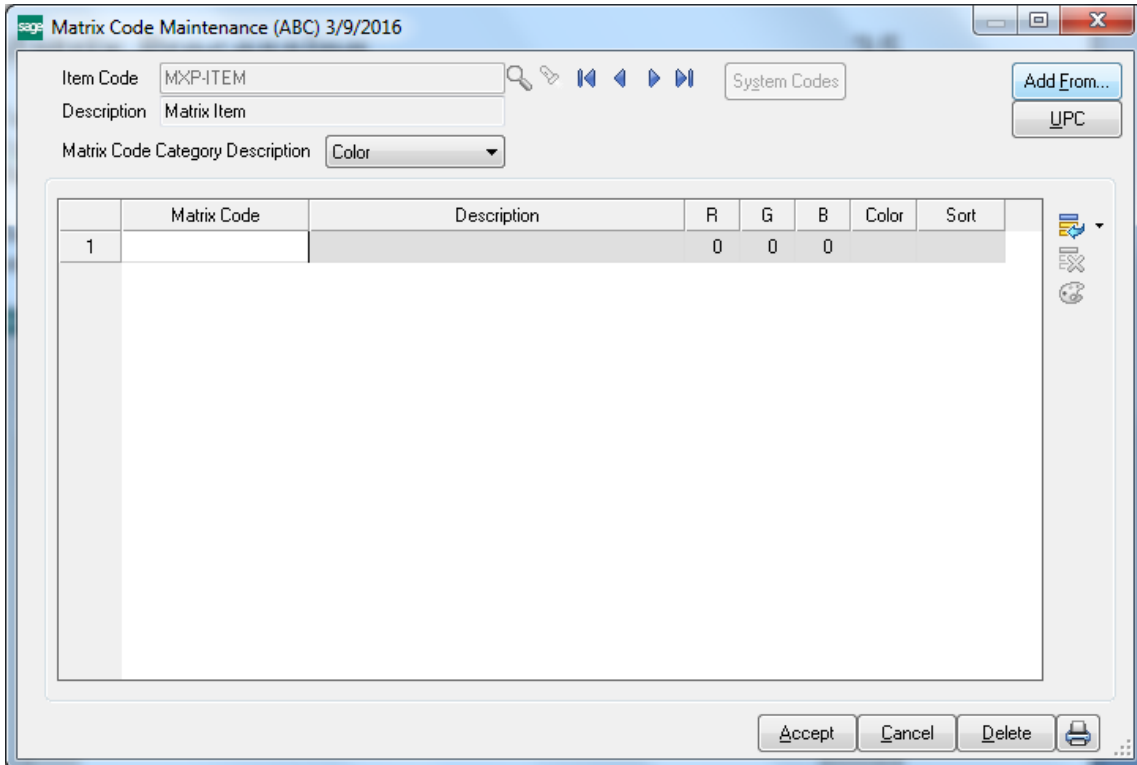 sage Matrix Code Maintenance (ABC) 3/9/2016
Item Code MXP-ITEM System Codes Add From...
Description Matrix Item UPC
Matrix Code Category Description Color
Matrix Code Description R G B Color Sort
1 0 0 0
Accept Cancel Delete